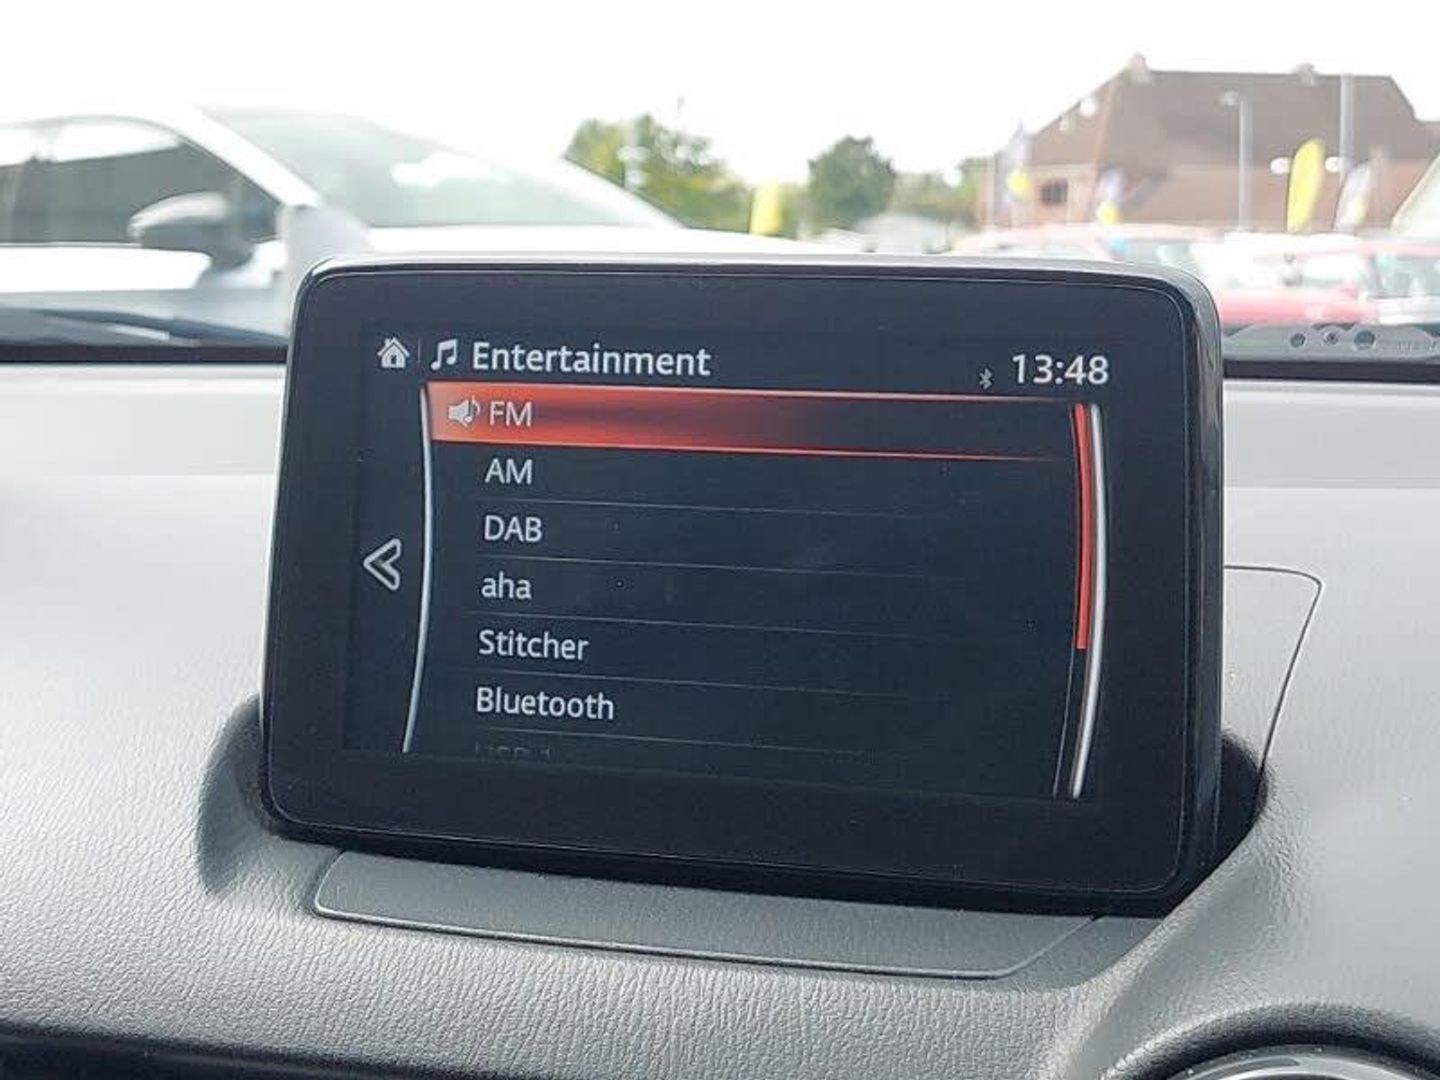 Entertainment
13:48
FM
AM
DAB
aha
Stitcher
Bluetooth